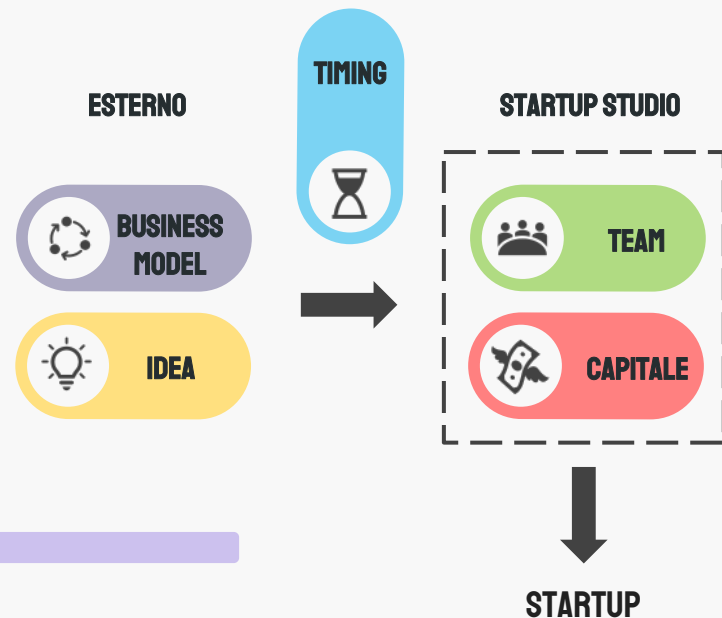 TIMING
ESTERNO
STARTUP STUDIO
BUSINESS
MODEL
TEAM
IDEA
CAPITALE
STARTUP